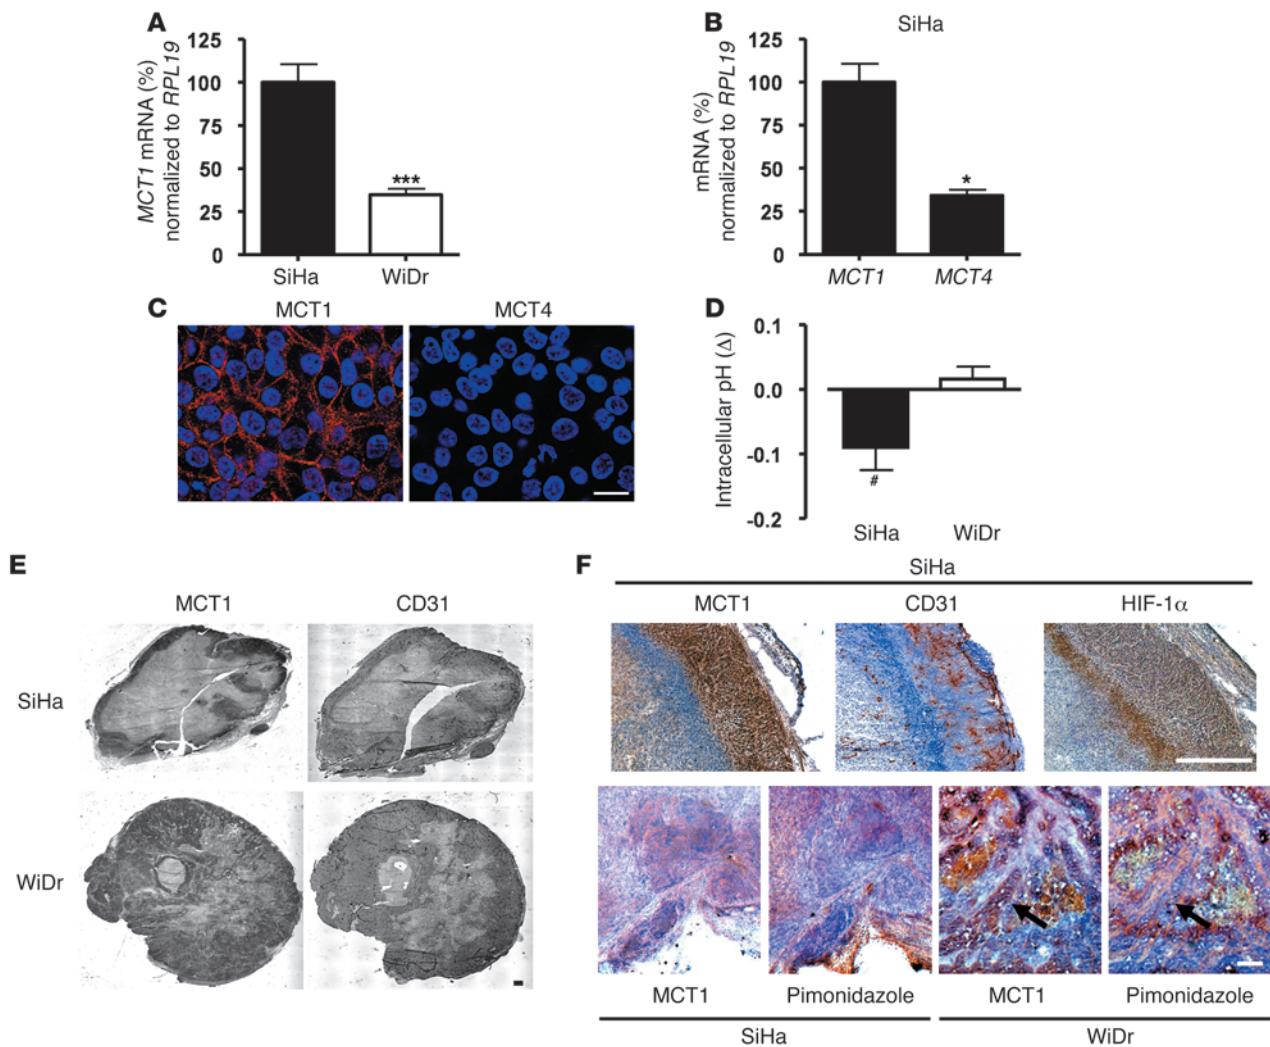 A
MCT1 mRNA (%)
normalized to RPL19
125
100
75
50
25
0
***
SiHa
WiDr
B
SiHa
mRNA (%)
normalized to RPL19
125
100
75
50
25
0
*
MCT1
MCT4
C
MCT1
MCT4
D
Intracellular pH (Δ)
0.1
0.0
-0.1
-0.2
#
SiHa
WiDr
E
MCT1
CD31
SiHa
WiDr
F
SiHa
MCT1
CD31
HIF-1α
MCT1
Pimonidazole
MCT1
Pimonidazole
SiHa
WiDr